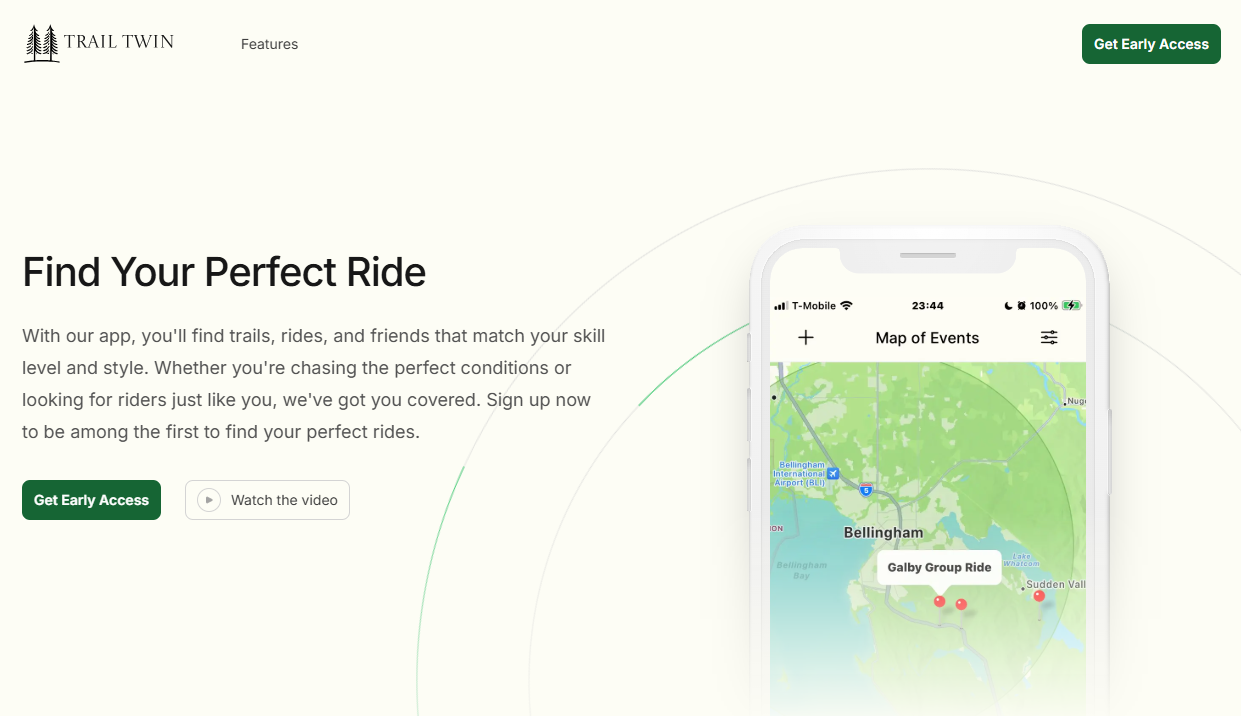 TRAIL TWIN
Features
Get Early Access
Find Your Perfect Ride
With our app, you'll find trails, rides, and friends that match your skill
level and style. Whether you're chasing the perfect conditions or
looking for riders just like you, we've got you covered. Sign up now
to be among the first to find your perfect rides.
Get Early Access
Watch the video
T-Mobile
23:44
100%
Map of Events
Nug
Bellingham
International
Airport (BLI)
5
ION
Bellingham
Bellingham
Bay
Galby Group Ride
Lake
Whatcom
Sudden Vall